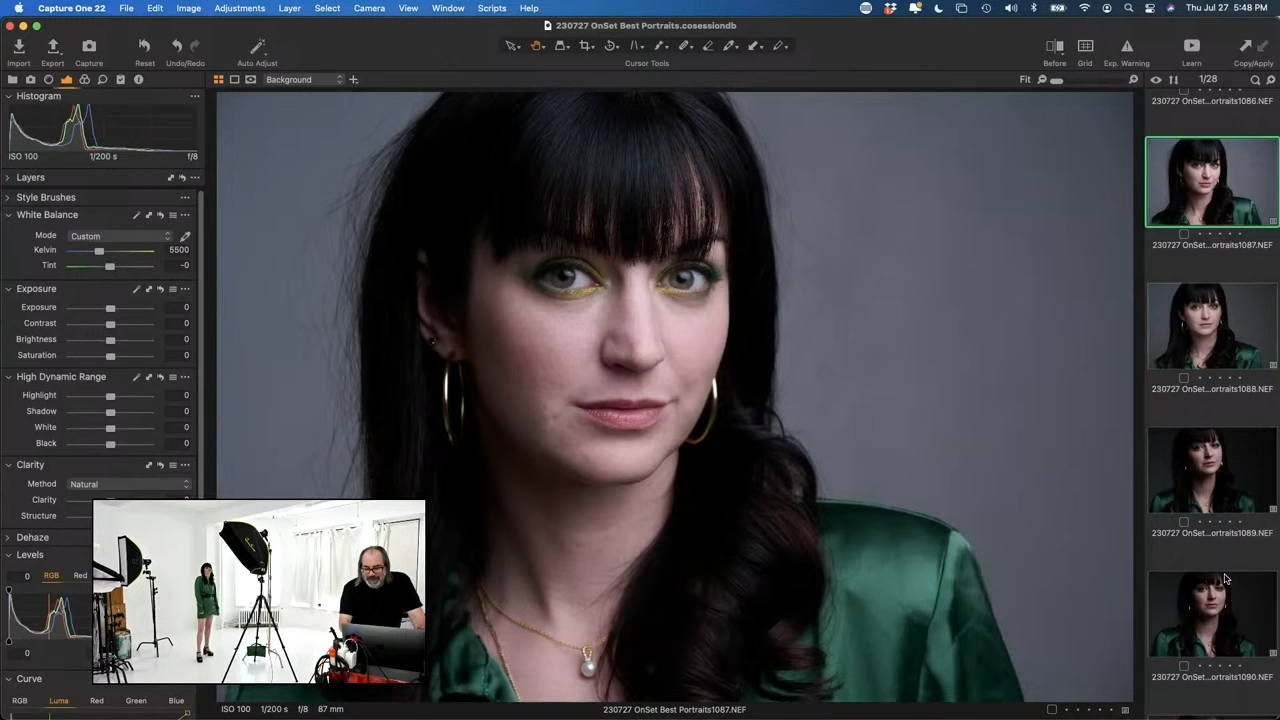 Capture One 22 File Edit Image Adjustments Layer Select Camera View Window Scripts Help Thu Jul 27 5:48 PM
230727 OnSet Best Portraits.cosessiondb
Import Export Capture Reset Undo/Redo Auto Adjust Cursor Tools Before Grid Exp. Warning Learn Copy/Apply
Background Fit 1/28
Histogram
ISO 100 1/200 s f/8
Layers
Style Brushes
White Balance
Mode Custom
Kelvin 5500
Tint -0
Exposure
Exposure 0
Contrast 0
Brightness 0
Saturation 0
High Dynamic Range
Highlight 0
Shadow 0
White 0
Black 0
Clarity
Method Natural
Clarity
Structure
Dehaze
Levels
0 RGB Red
0
Curve
RGB Luma Red Green Blue
ISO 100 1/200 s f/8 87 mm
230727 OnSet Best Portraits1087.NEF
230727 OnSet...ortraits1086.NEF
230727 OnSet...ortraits1087.NEF
230727 OnSet...ortraits1088.NEF
230727 OnSet...ortraits1089.NEF
230727 OnSet...ortraits1090.NEF